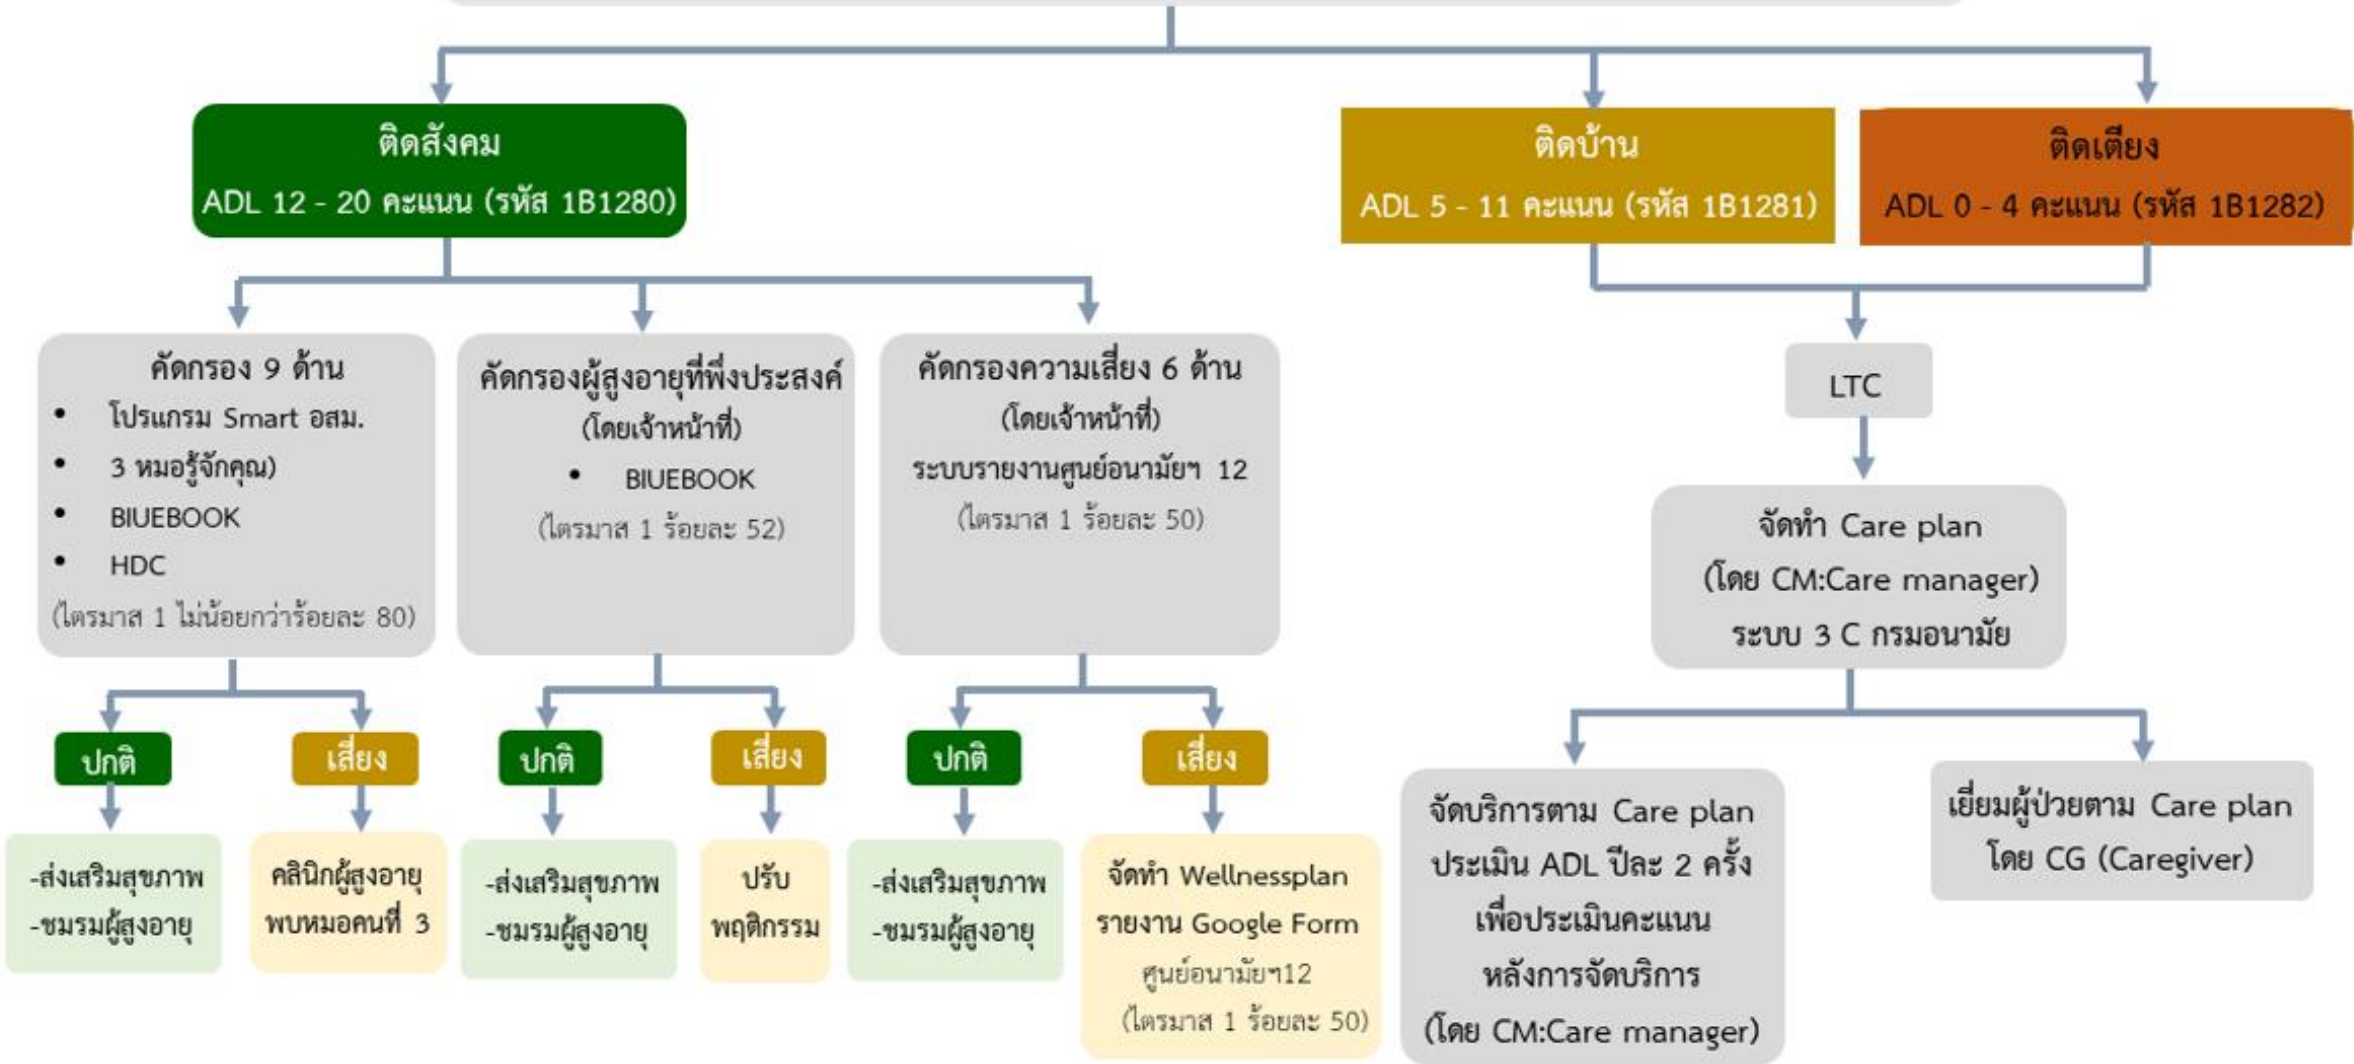 ติดสังคม
ADL 12 - 20 คะแนน (รหัส 1B1280)
ติดบ้าน
ADL 5 - 11 คะแนน (รหัส 1B1281)
ติดเตียง
ADL 0 - 4 คะแนน (รหัส 1B1282)
คัดกรอง 9 ด้าน
• โปรแกรม Smart อสม.
• 3 หมอรู้จักคุณ)
• BIUEBOOK
• HDC
(ไตรมาส 1 ไม่น้อยกว่าร้อยละ 80)
คัดกรองผู้สูงอายุที่พึงประสงค์
(โดยเจ้าหน้าที่)
• BIUEBOOK
(ไตรมาส 1 ร้อยละ 52)
คัดกรองความเสี่ยง 6 ด้าน
(โดยเจ้าหน้าที่)
ระบบรายงานศูนย์อนามัยฯ 12
(ไตรมาส 1 ร้อยละ 50)
LTC
จัดทำ Care plan
(โดย CM:Care manager)
ระบบ 3 C กรมอนามัย
ปกติ
เสี่ยง
ปกติ
เสี่ยง
ปกติ
เสี่ยง
-ส่งเสริมสุขภาพ
-ชมรมผู้สูงอายุ
คลินิกผู้สูงอายุ
พบหมอคนที่ 3
-ส่งเสริมสุขภาพ
-ชมรมผู้สูงอายุ
ปรับ
พฤติกรรม
-ส่งเสริมสุขภาพ
-ชมรมผู้สูงอายุ
จัดทำ Wellnessplan
รายงาน Google Form
ศูนย์อนามัยฯ12
(ไตรมาส 1 ร้อยละ 50)
จัดบริการตาม Care plan
ประเมิน ADL ปีละ 2 ครั้ง
เพื่อประเมินคะแนน
หลังการจัดบริการ
(โดย CM:Care manager)
เยี่ยมผู้ป่วยตาม Care plan
โดย CG (Caregiver)